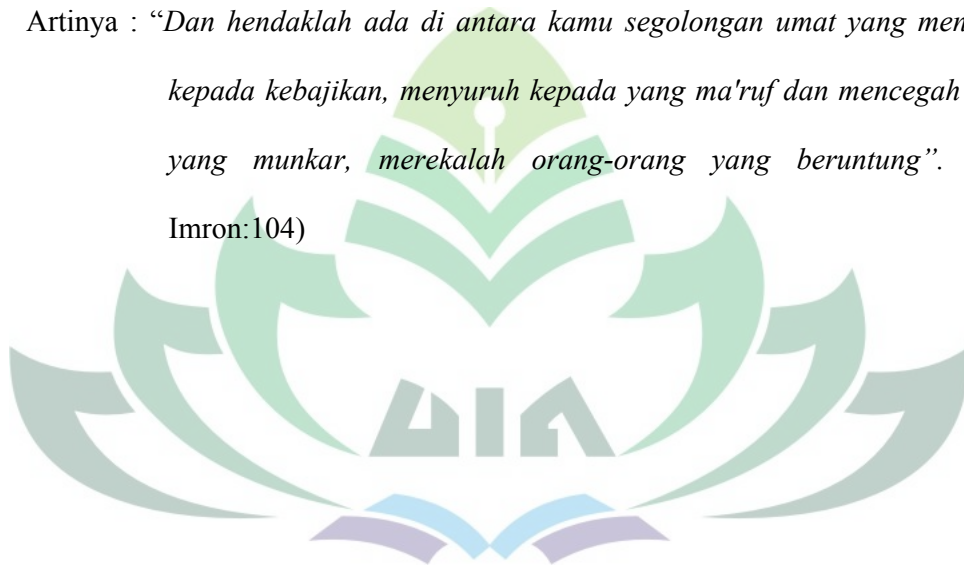 Artinya : “Dan hendaklah ada di antara kamu segolongan umat yang men
kepada kebajikan, menyuruh kepada yang ma'ruf dan mencegah
yang munkar, merekalah orang-orang yang beruntung”.
Imron:104)
UIN